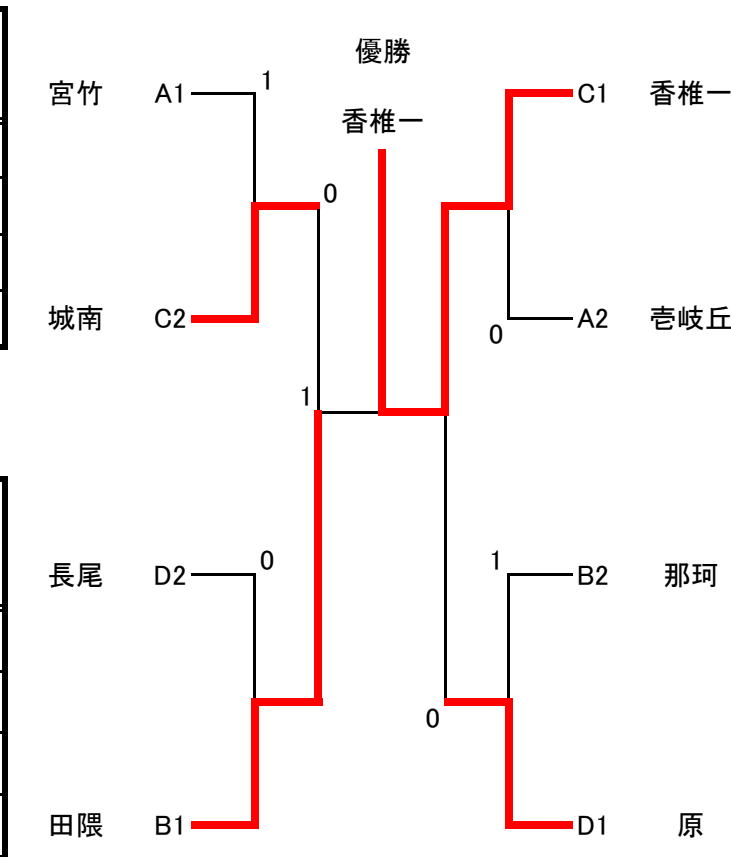 優勝
香椎一
宮竹 A1 1
C1 香椎一
0
城南 C2
0 A2 壱岐丘
1
長尾 D2 0
1 B2 那珂
0
田隈 B1
D1 原